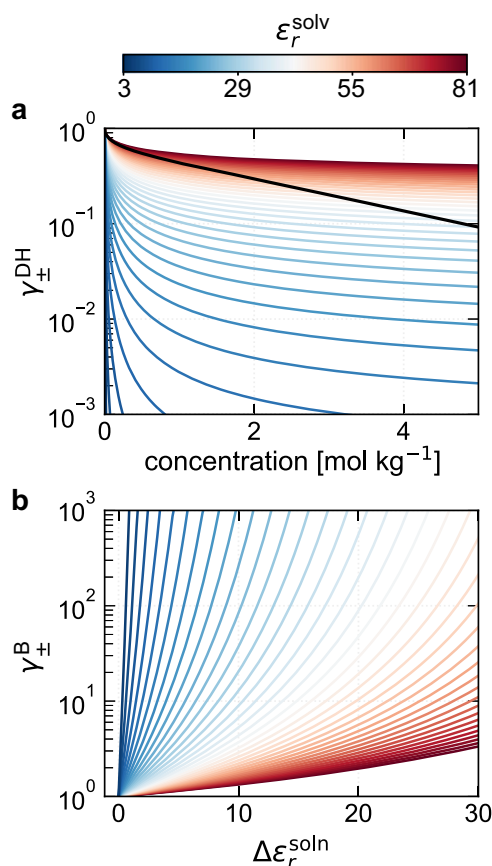 ε_r^solv
3 29 55 81
a
10^0
10^−1
10^−2
10^−3
γ_±^DH
0 2 4
concentration [mol kg^−1]
b
10^3
10^2
10^1
10^0
γ_±^B
0 10 20 30
Δε_r^soln